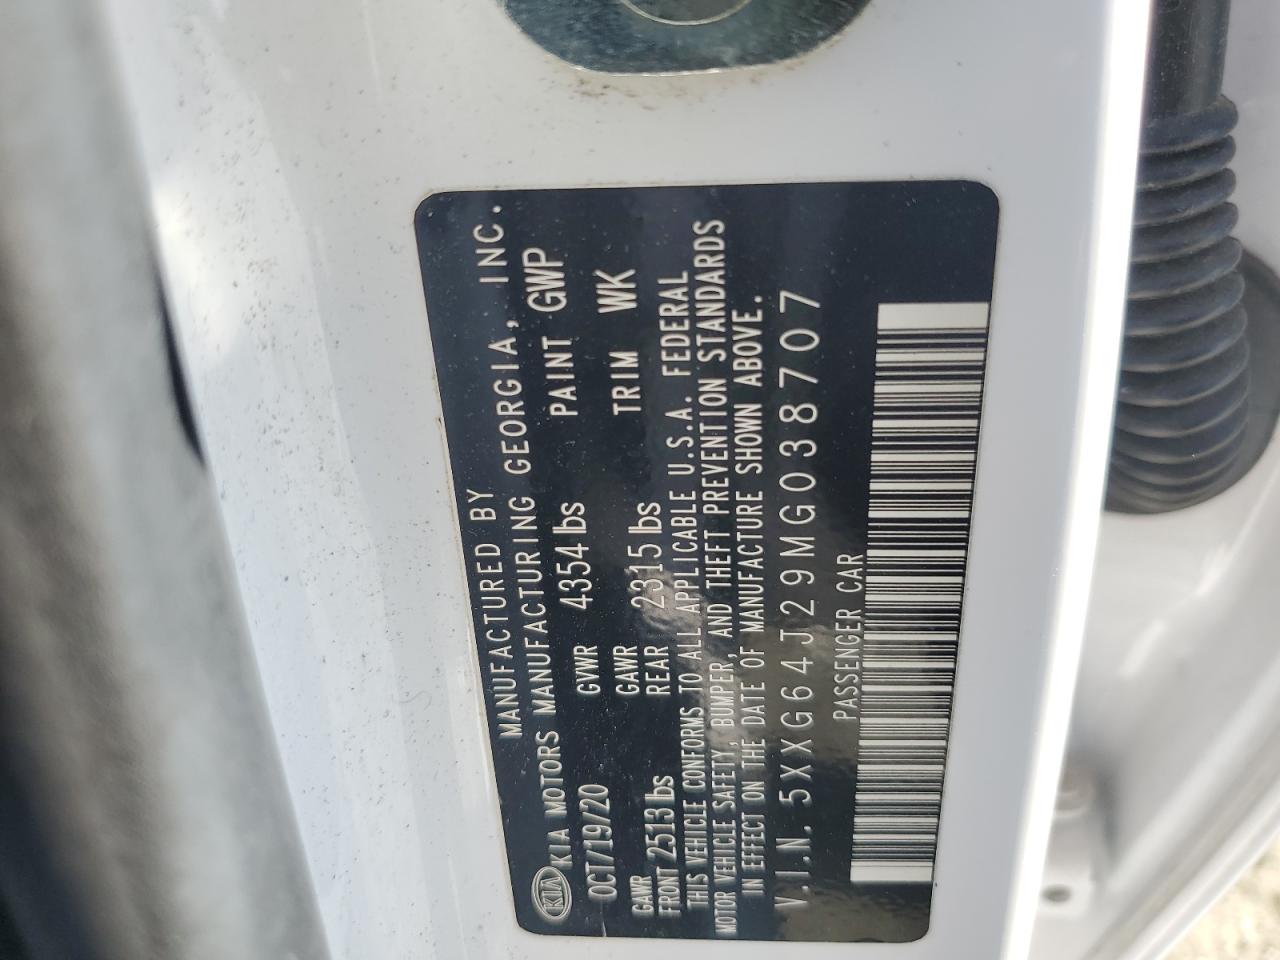 MANUFACTURED BY
KIA KIA MOTORS MANUFACTURING GEORGIA, INC.
OCT/19/20 GVWR 4354 lbs PAINT GWP
GAWR FRONT 2513 lbs GAWR REAR 2315 lbs TRIM WK
THIS VEHICLE CONFORMS TO ALL APPLICABLE U.S.A. FEDERAL
MOTOR VEHICLE SAFETY, BUMPER, AND THEFT PREVENTION STANDARDS
IN EFFECT ON THE DATE OF MANUFACTURE SHOWN ABOVE.
V.I.N. 5XXG64J29MG038707
PASSENGER CAR